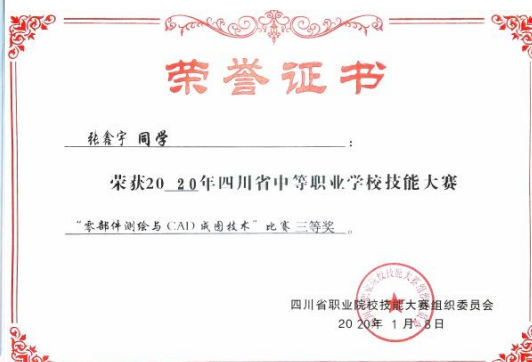 荣誉证书
张鑫宇 同学 :
荣获20 20年四川省中等职业学校技能大赛
“零部件测绘与CAD成图技术”比赛 三等奖 。
四川省职业院校技能大赛组织委员会
2020年 1月 8日